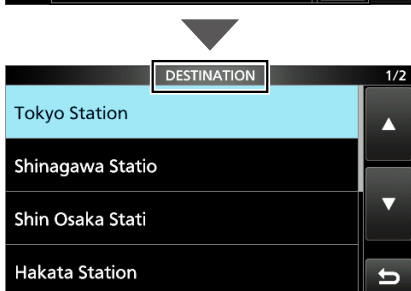 DESTINATION
1/2
Tokyo Station
Shinagawa Statio
Shin Osaka Stati
Hakata Station